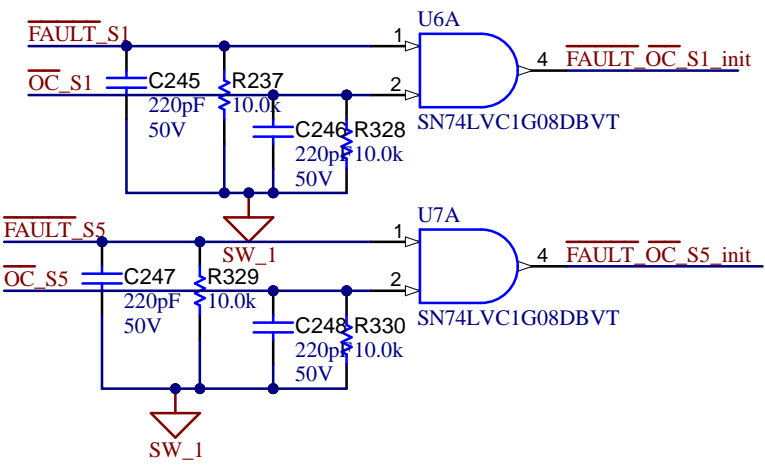 FAULT_S1
OC_S1
C245
220pF
50V
R237
10.0k
C246
220pF
50V
R328
10.0k
1
2
U6A
4
SN74LVC1G08DBVT
FAULT_OC_S1_init
SW_1
FAULT_S5
OC_S5
C247
220pF
50V
R329
10.0k
C248
220pF
50V
R330
10.0k
1
2
U7A
4
SN74LVC1G08DBVT
FAULT_OC_S5_init
SW_1